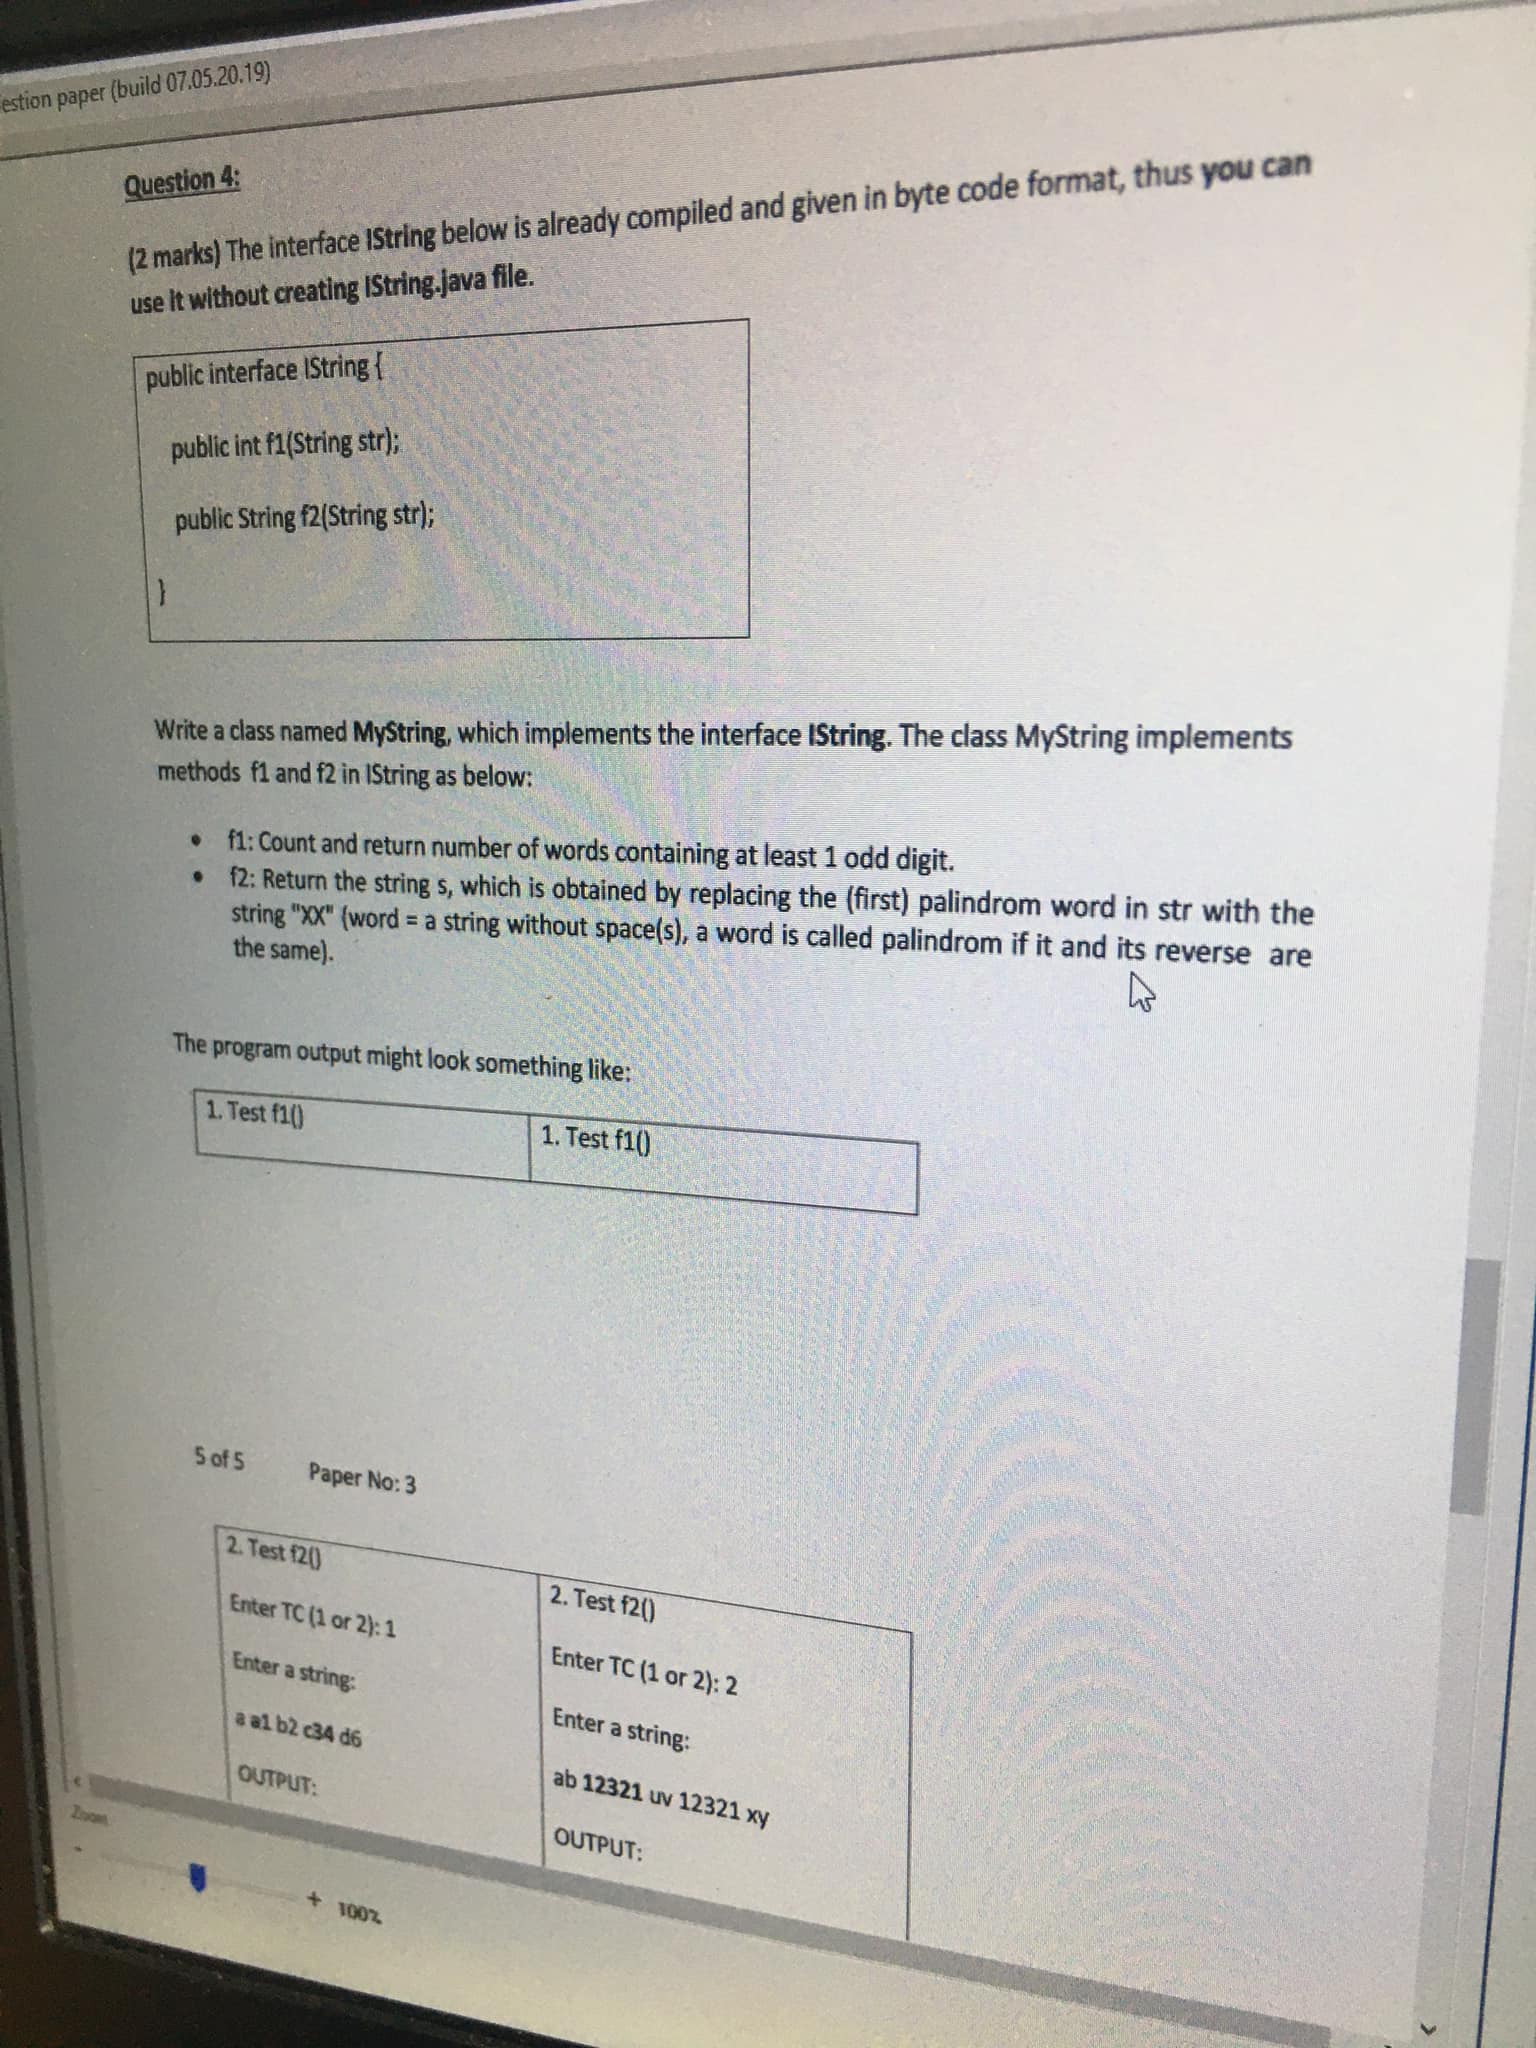 estion paper (build 07.05.20.19)
Question 4:
(2 marks) The interface IString below is already compiled and given in byte code format, thus you can
use it without creating IString.java file.
public interface IString {
public int f1(String str);
public String f2(String str);
}
Write a class named MyString, which implements the interface IString. The class MyString implements
methods f1 and f2 in IString as below:
• f1: Count and return number of words containing at least 1 odd digit.
• f2: Return the string s, which is obtained by replacing the (first) palindrom word in str with the
string "XX" (word = a string without space(s), a word is called palindrom if it and its reverse are
the same).
The program output might look something like:
1. Test f1()
1. Test f1()
5 of 5 Paper No: 3
2. Test f2()
Enter TC (1 or 2): 1
Enter a string:
a a1 b2 c34 d6
OUTPUT:
2. Test f2()
Enter TC (1 or 2): 2
Enter a string:
ab 12321 uv 12321 xy
OUTPUT:
Zoom
- + 100%